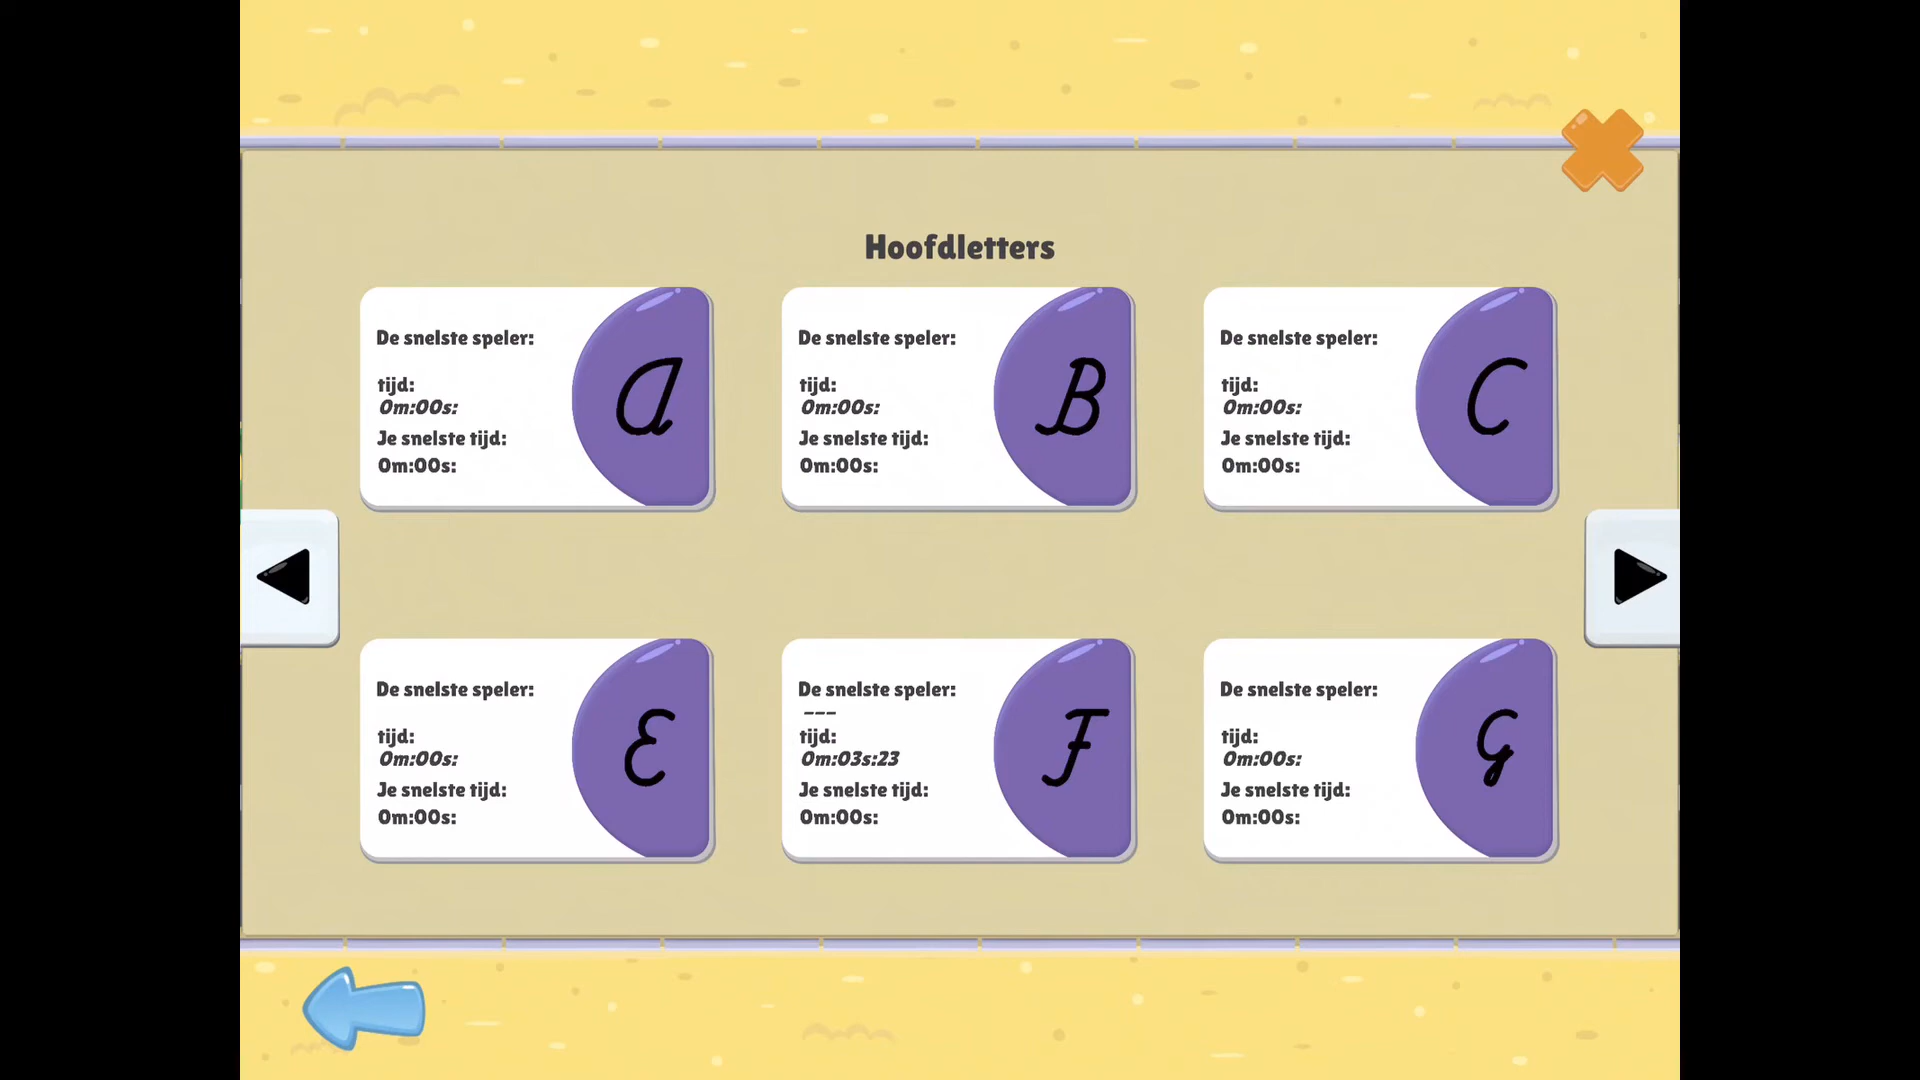 Hoofdletters
De snelste speler:
tijd:
0m:00s:
Je snelste tijd:
0m:00s:
A
De snelste speler:
tijd:
0m:00s:
Je snelste tijd:
0m:00s:
B
De snelste speler:
tijd:
0m:00s:
Je snelste tijd:
0m:00s:
C
De snelste speler:
tijd:
0m:00s:
Je snelste tijd:
0m:00s:
E
De snelste speler:
---
tijd:
0m:03s:23
Je snelste tijd:
0m:00s:
F
De snelste speler:
tijd:
0m:00s:
Je snelste tijd:
0m:00s:
G